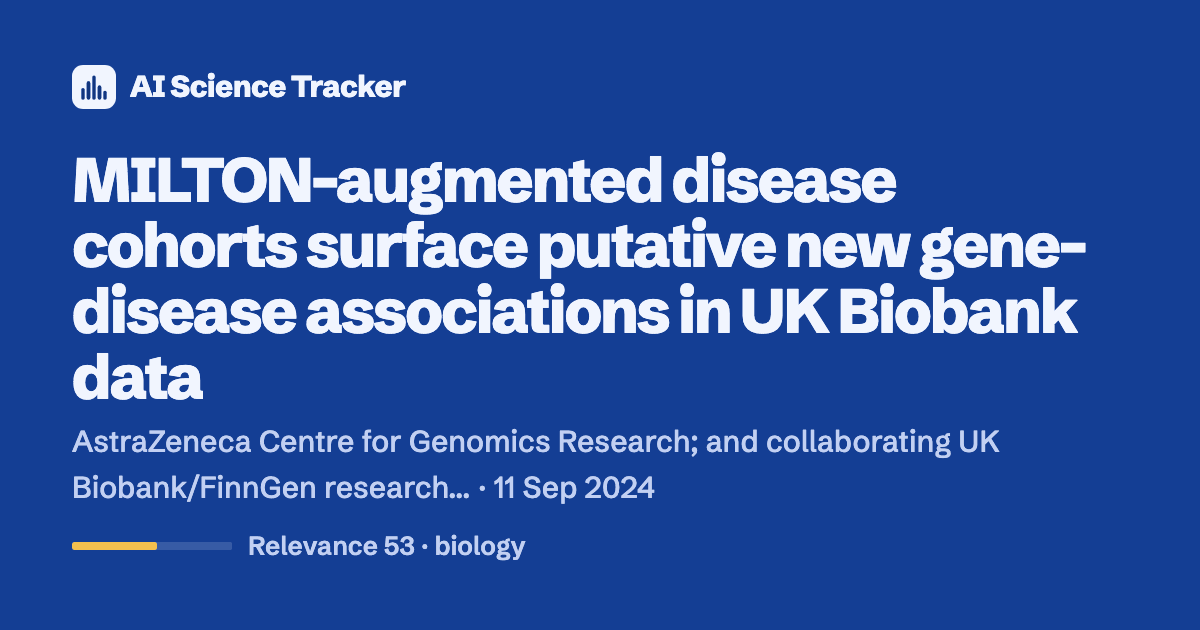 AI Science Tracker
MILTON-augmented disease
cohorts surface putative new gene-
disease associations in UK Biobank
data
AstraZeneca Centre for Genomics Research; and collaborating UK
Biobank/FinnGen research... · 11 Sep 2024
Relevance 53 · biology